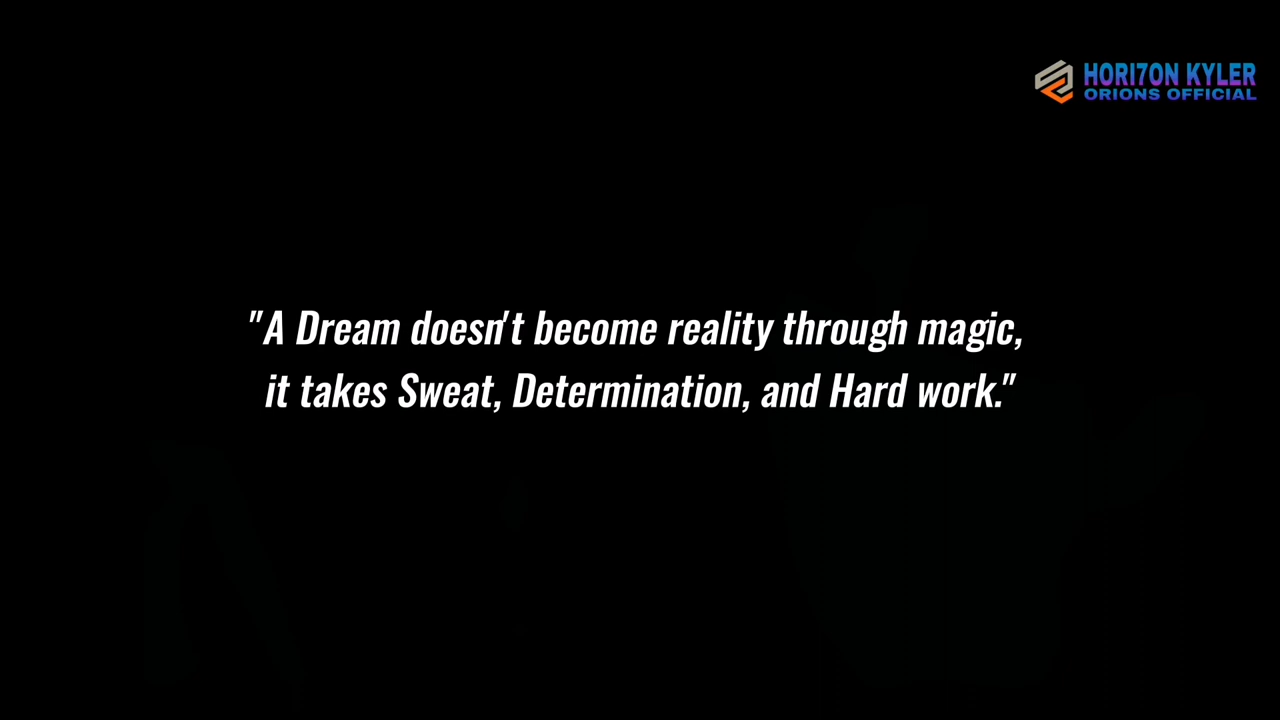 HORI7ON KYLER
ORIONS OFFICIAL
"A Dream doesn't become reality through magic,
it takes Sweat, Determination, and Hard work."